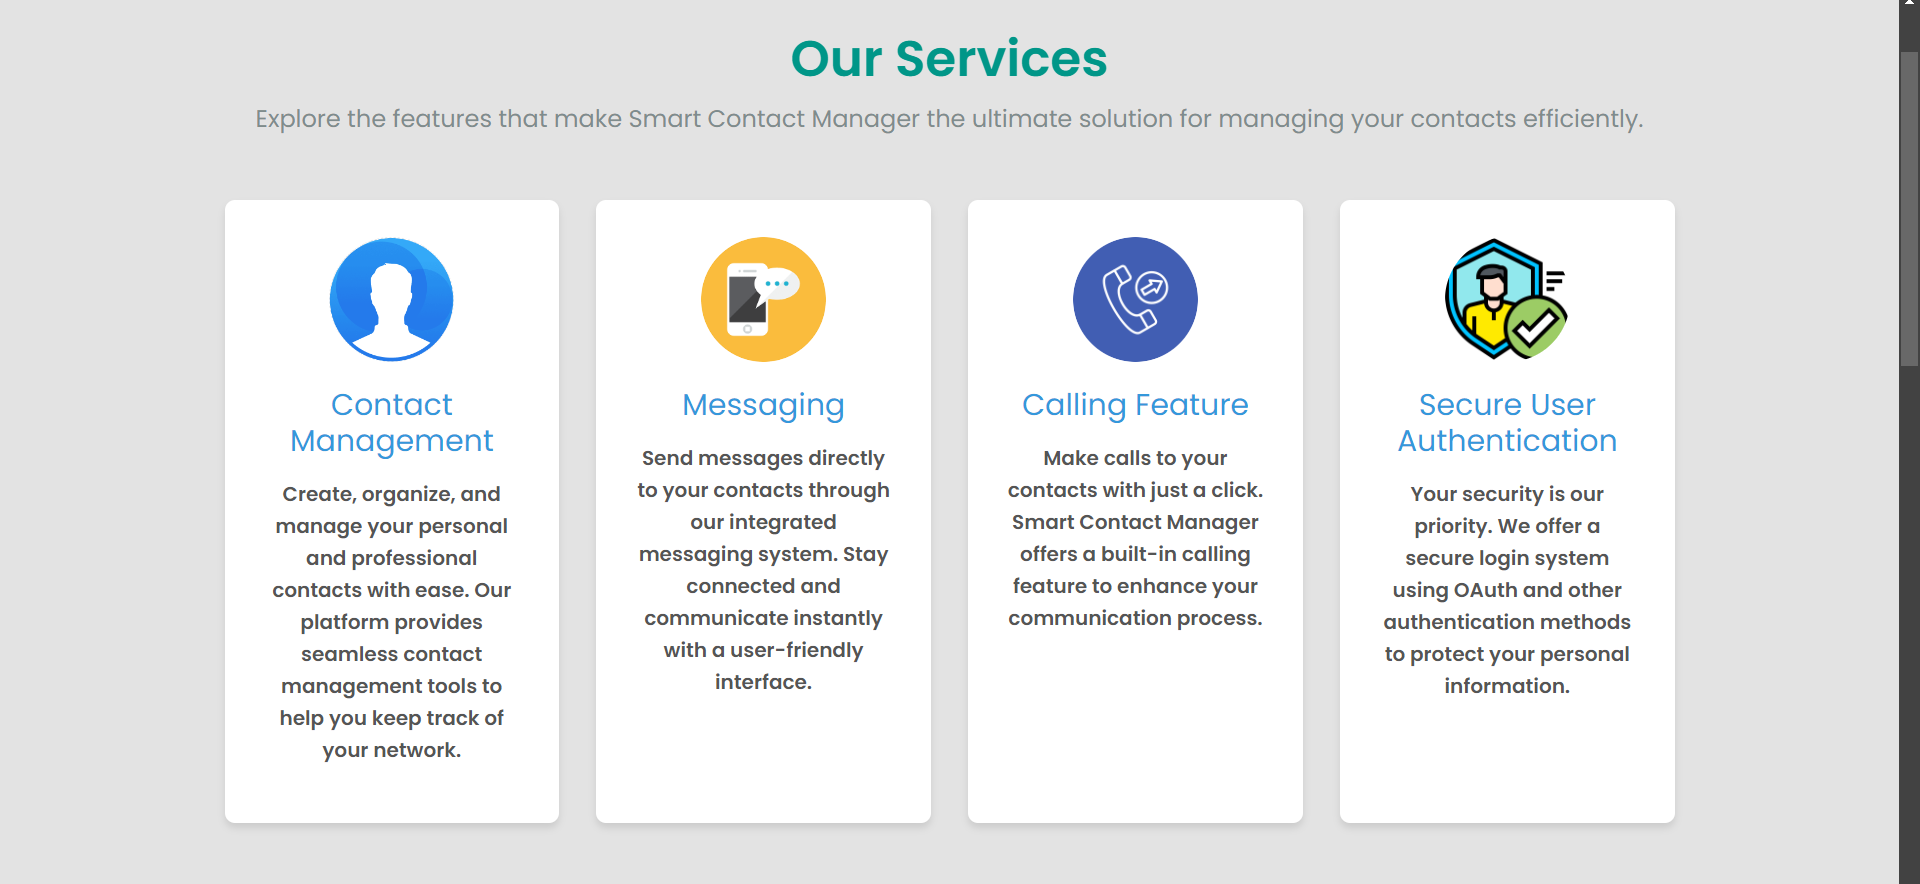 Our Services
Explore the features that make Smart Contact Manager the ultimate solution for managing your contacts efficiently.
Contact
Management
Create, organize, and
manage your personal
and professional
contacts with ease. Our
platform provides
seamless contact
management tools to
help you keep track of
your network.
Messaging
Send messages directly
to your contacts through
our integrated
messaging system. Stay
connected and
communicate instantly
with a user-friendly
interface.
Calling Feature
Make calls to your
contacts with just a click.
Smart Contact Manager
offers a built-in calling
feature to enhance your
communication process.
Secure User
Authentication
Your security is our
priority. We offer a
secure login system
using OAuth and other
authentication methods
to protect your personal
information.